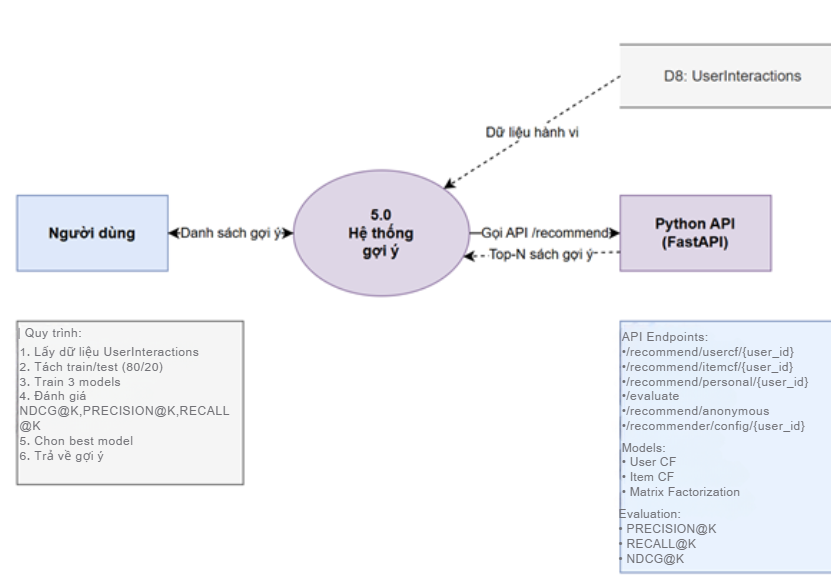 D8: UserInteractions
Dữ liệu hành vi
Người dùng
Danh sách gợi ý
5.0
Hệ thống
gợi ý
Gọi API /recommend
Top-N sách gợi ý
Python API
(FastAPI)
| Quy trình:
1. Lấy dữ liệu UserInteractions
2. Tách train/test (80/20)
3. Train 3 models
4. Đánh giá
NDCG@K,PRECISION@K,RECALL
@K
5. Chon best model
6. Trả về gợi ý
API Endpoints:
•/recommend/usercf/{user_id}
•/recommend/itemcf/{user_id}
•/recommend/personal/{user_id}
•/evaluate
•/recommend/anonymous
•/recommender/config/{user_id}
Models:
• User CF
• Item CF
• Matrix Factorization
Evaluation:
• PRECISION@K
• RECALL@K
• NDCG@K